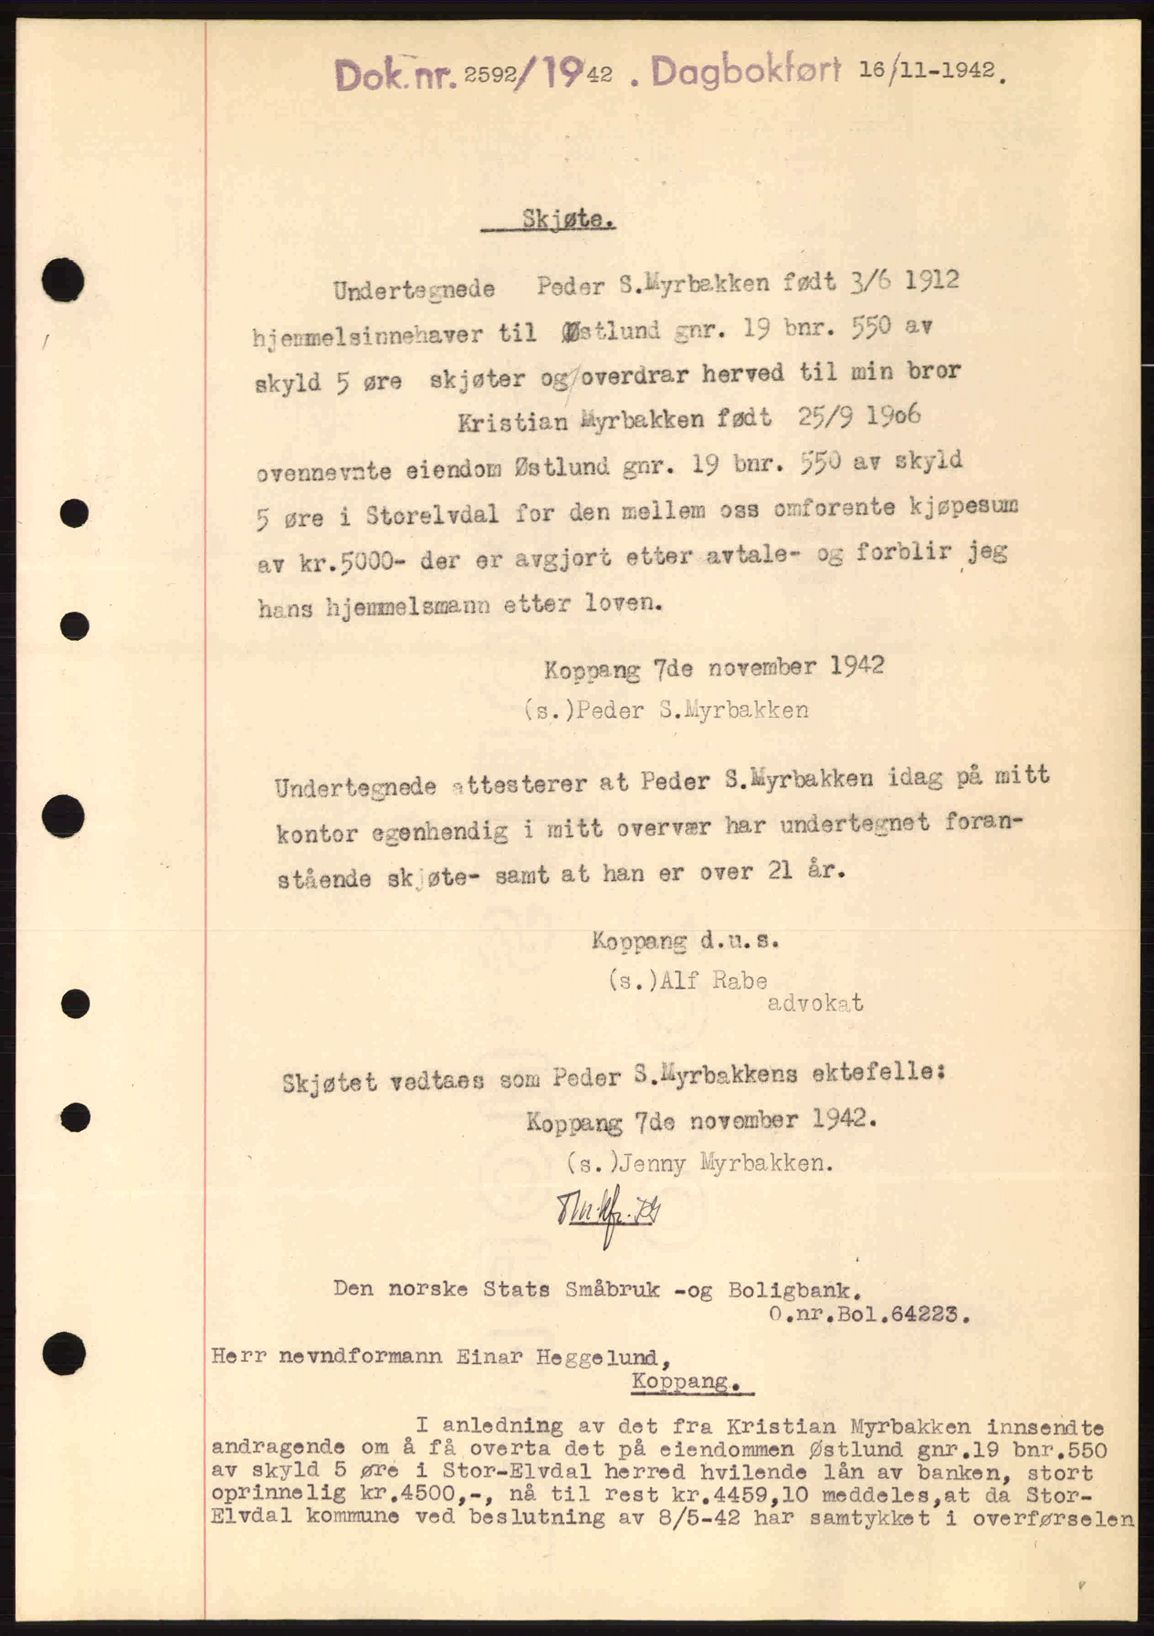 Dok. nr. 2592/1942 . Dagbokført 16/11-1942.
Skjøte.
Undertegnede Peder S.Myrbakken født 3/6 1912
hjemmelsinnehaver til Østlund gnr. 19 bnr. 550 av
skyld 5 øre skjøter og/overdrar herved til min bror
Kristian Myrbakken født 25/9 1906
ovennevnte eiendom Østlund gnr. 19 bnr. 550 av skyld
5 øre i Storelvdal for den mellem oss omforente kjøpesum
av kr.5000- der er avgjort etter avtale- og forblir jeg
hans hjemmelsmann etter loven.
Koppang 7de november 1942
(s.)Peder S.Myrbakken
Undertegnede attesterer at Peder S.Myrbakken idag på mitt
kontor egenhendig i mitt overvær har undertegnet foran-
stående skjøte- samt at han er over 21 år.
Koppang d.u.s.
(s.)Alf Rabe
advokat
Skjøtet vedtaes som Peder S.Myrbakkens ektefelle:
Koppang 7de november 1942.
(s.)Jenny Myrbakken.
Den norske Stats Småbruk -og Boligbank.
O.nr.Bol.64223.
Herr nevndformann Einar Heggelund,
Koppang.
I anledning av det fra Kristian Myrbakken innsendte
andragende om å få overta det på eiendommen Østlund gnr.19 bnr.550
av skyld 5 øre i Stor-Elvdal herred hvilende lån av banken, stort
oprinnelig kr.4500,-, nå til rest kr.4459,10 meddeles,at da Stor-
Elvdal kommune ved beslutning av 8/5-42 har samtykket i overførselen